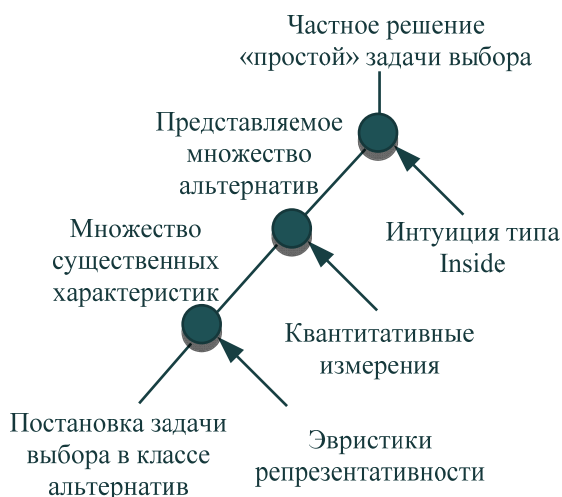 Частное решение
«простой» задачи выбора
Представляемое
множество
альтернатив
Интуиция типа
Inside
Множество
существенных
характеристик
Квантитативные
измерения
Постановка задачи
выбора в классе
альтернатив
Эвристики
репрезентативности